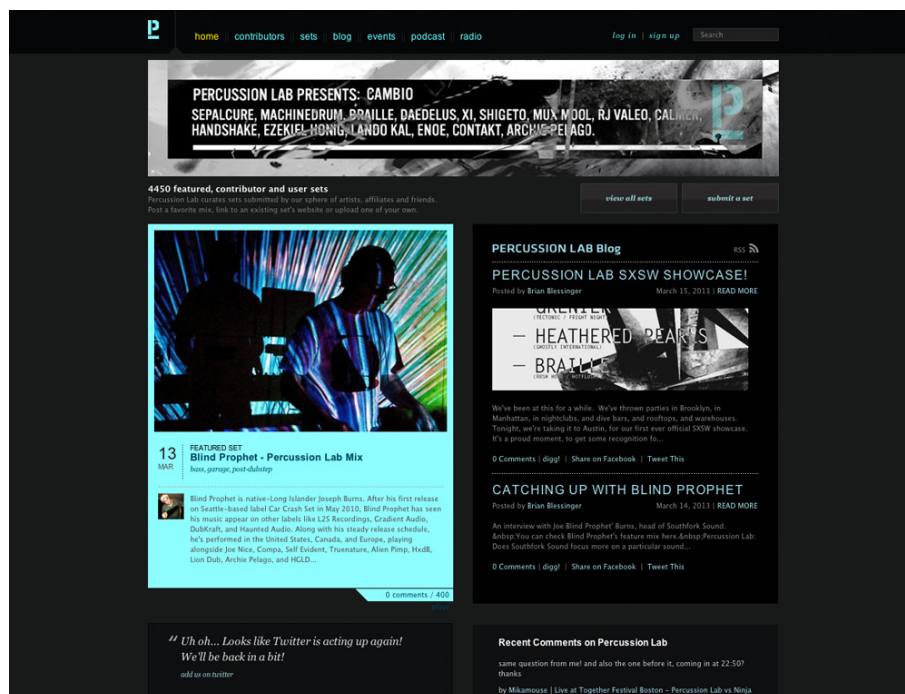 home contributors sets blog events podcast radio
log in | sign up Search
PERCUSSION LAB PRESENTS: CAMBIO
SEPALCURE, MACHINEDRUM, BRAILLE, DAEDELUS, XI, SHIGETO, MUX MOOL, RJ VALEO, CALMER,
HANDSHAKE, EZEKIEL HONIG, LANDO KAL, ENOE, CONTAKT, ARCHIE PELAGO.
4450 featured, contributor and user sets
Percussion Lab curates sets submitted by our sphere of artists, affiliates and friends.
Post a favorite mix, link to an existing set's website or upload one of your own.
view all sets submit a set
13
MAR
FEATURED SET
Blind Prophet - Percussion Lab Mix
bass, garage, post-dubstep
Blind Prophet is native-Long Islander Joseph Burns. After his first release
on Seattle-based label Car Crash Set in May 2010, Blind Prophet has seen
his music appear on other labels like L2S Recordings, Gradient Audio,
DubKraft, and Haunted Audio. Along with his steady release schedule,
he's performed in the United States, Canada, and Europe, playing
alongside Joe Nice, Compa, Self Evident, Truenature, Alien Pimp, HxdB,
Lion Dub, Archie Pelago, and HGLD...
0 comments / 400
plays
PERCUSSION LAB Blog
RSS
PERCUSSION LAB SXSW SHOWCASE!
Posted by Brian Blessinger March 15, 2013 | READ MORE
GRENIER
(TECTONIC / FRIGHT NIGHT)
— HEATHERED PEARLS
(GHOSTLY INTERNATIONAL)
— BRAILLE
We've been at this for a while. We've thrown parties in Brooklyn, in
Manhattan, in nightclubs, and dive bars, and rooftops, and warehouses.
Tonight, we're taking it to Austin, for our first ever official SXSW showcase.
It's a proud moment, to get some recognition fo...
0 Comments | digg! | Share on Facebook | Tweet This
CATCHING UP WITH BLIND PROPHET
Posted by Brian Blessinger March 14, 2013 | READ MORE
An interview with Joe Blind Prophet' Burns, head of Southfork Sound.
&nbsp;You can check Blind Prophet's feature mix here.&nbsp;Percussion Lab:
Does Southfork Sound focus more on a particular sound...
0 Comments | digg! | Share on Facebook | Tweet This
“ Uh oh... Looks like Twitter is acting up again!
We'll be back in a bit!
add us on twitter
Recent Comments on Percussion Lab
same question from me! and also the one before it, coming in at 22:50?
thanks
by Mikamouse | Live at Together Festival Boston - Percussion Lab vs Ninja